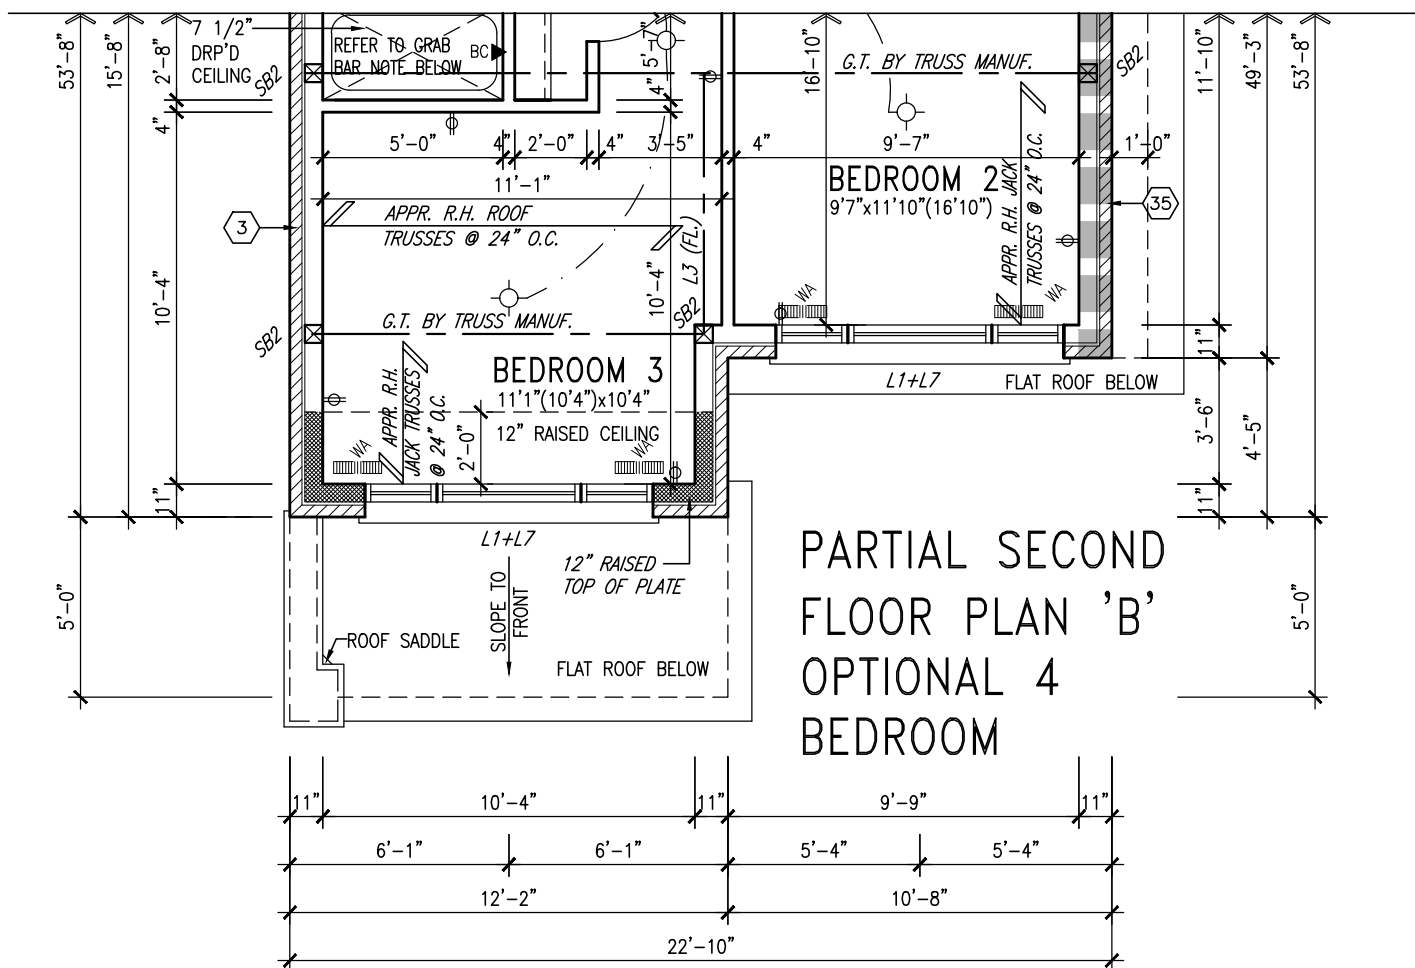 7 1/2"
DRP'D
CEILING
REFER TO GRAB
BAR NOTE BELOW
BC
SB2
G.T. BY TRUSS MANUF.
SB2
53'-8"
15'-8"
2'-8"
4"
5'-7"
4"
16'-10"
11'-10"
49'-3"
53'-8"
5'-0"
4"
2'-0"
4"
3'-5"
4"
9'-7"
1'-0"
11'-1"
BEDROOM 2
9'7"x11'10"(16'10")
APPR. R.H. JACK
TRUSSES @ 24" O.C.
3
35
APPR. R.H. ROOF
TRUSSES @ 24" O.C.
L3 (FL.)
10'-4"
10'-4"
WA
WA
SB2
G.T. BY TRUSS MANUF.
SB2
BEDROOM 3
11'1"(10'4")x10'4"
12" RAISED CEILING
APPR. R.H.
JACK TRUSSES
@ 24" O.C.
2'-0"
WA
WA
L1+L7
FLAT ROOF BELOW
11"
3'-6"
4'-5"
11"
11"
L1+L7
12" RAISED
TOP OF PLATE
SLOPE TO
FRONT
ROOF SADDLE
FLAT ROOF BELOW
5'-0"
5'-0"
PARTIAL SECOND
FLOOR PLAN 'B'
OPTIONAL 4
BEDROOM
11"
10'-4"
11"
9'-9"
11"
6'-1"
6'-1"
5'-4"
5'-4"
12'-2"
10'-8"
22'-10"